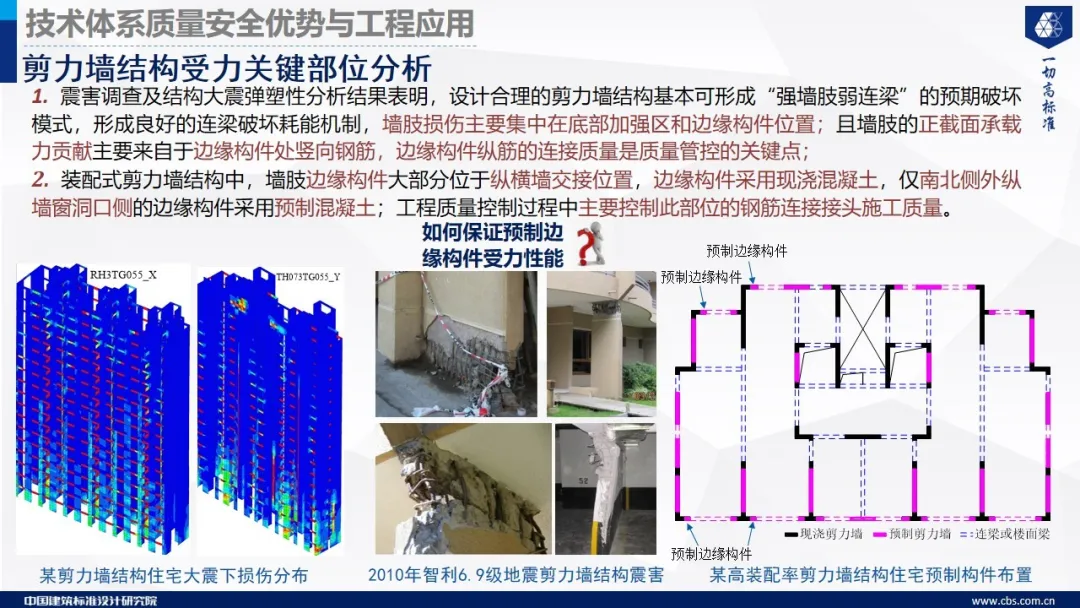 技术体系质量安全优势与工程应用
一切高标准
剪力墙结构受力关键部位分析
1. 震害调查及结构大震弹塑性分析结果表明，设计合理的剪力墙结构基本可形成“强墙肢弱连梁”的预期破坏
模式，形成良好的连梁破坏耗能机制，墙肢损伤主要集中在底部加强区和边缘构件位置；且墙肢的正截面承载
力贡献主要来自于边缘构件处竖向钢筋，边缘构件纵筋的连接质量是质量管控的关键点；
2. 装配式剪力墙结构中，墙肢边缘构件大部分位于纵横墙交接位置，边缘构件采用现浇混凝土，仅南北侧外纵
墙窗洞口侧的边缘构件采用预制混凝土；工程质量控制过程中主要控制此部位的钢筋连接接头施工质量。
如何保证预制边
缘构件受力性能
RH3TG055_X
TH073TG055_Y
52
预制边缘构件
预制边缘构件
预制边缘构件
现浇剪力墙
预制剪力墙
连梁或楼面梁
某剪力墙结构住宅大震下损伤分布
2010年智利6.9级地震剪力墙结构震害
某高装配率剪力墙结构住宅预制构件布置
中国建筑标准设计研究院
www.cbs.com.cn